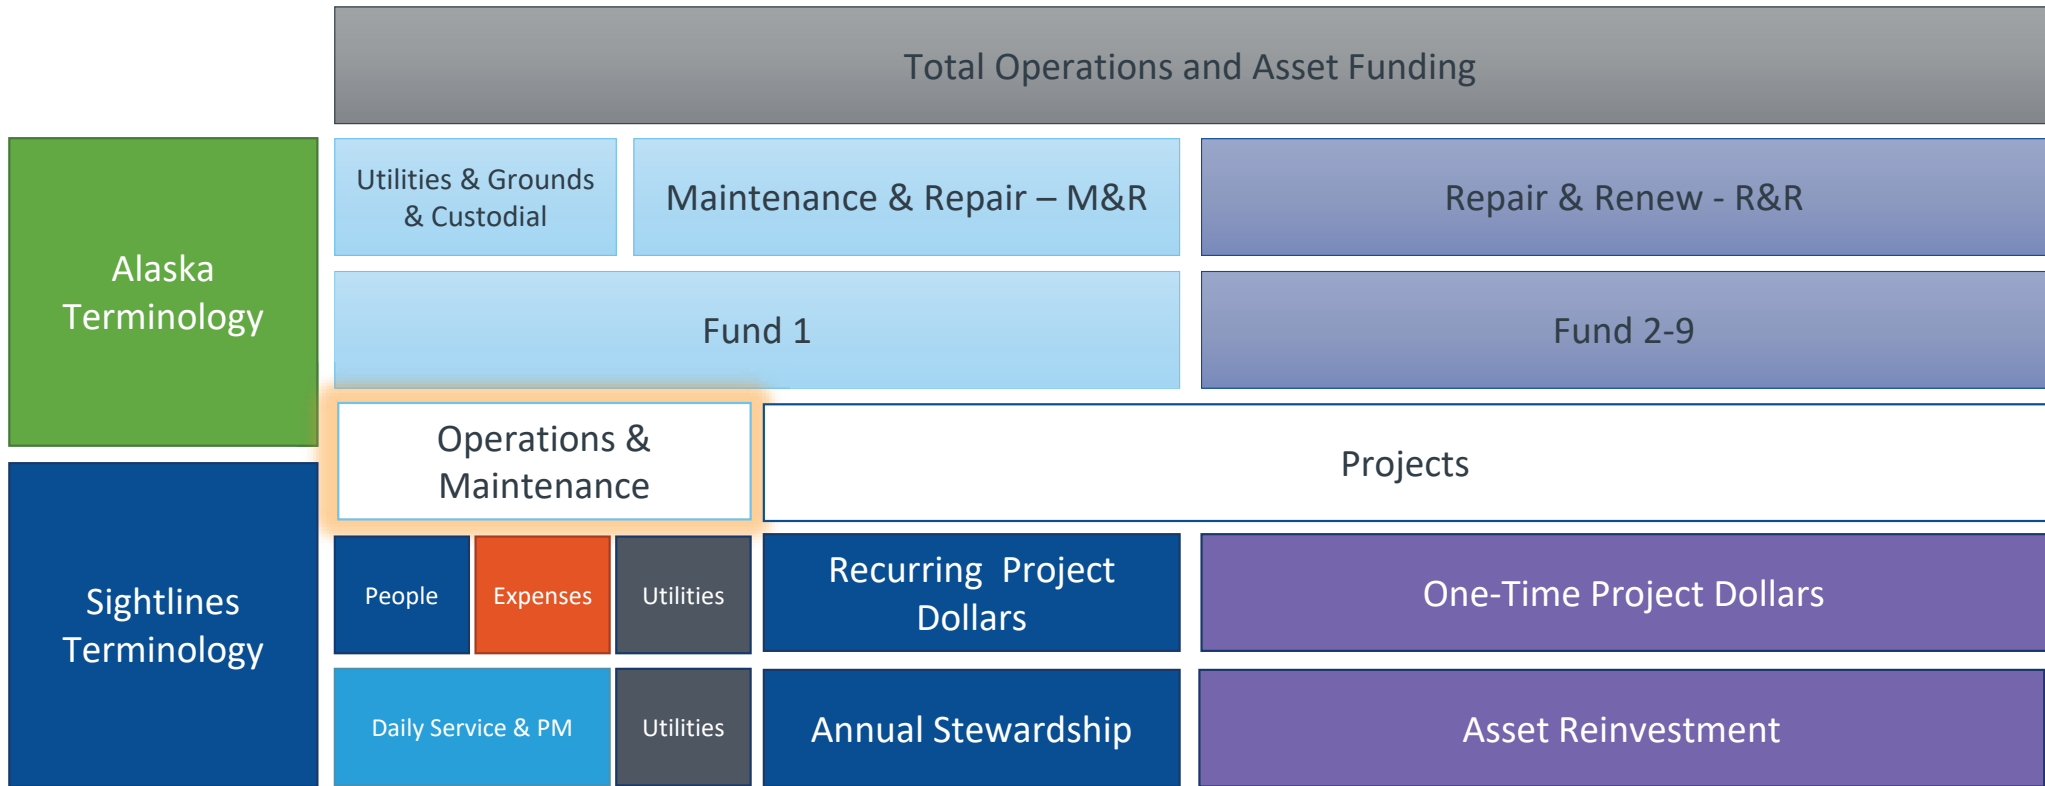 Total Operations and Asset Funding
Alaska
Terminology
Utilities & Grounds
& Custodial
Maintenance & Repair – M&R
Repair & Renew - R&R
Fund 1
Fund 2-9
Operations &
Maintenance
Projects
Sightlines
Terminology
People
Expenses
Utilities
Recurring  Project
Dollars
One-Time Project Dollars
Daily Service & PM
Utilities
Annual Stewardship
Asset Reinvestment